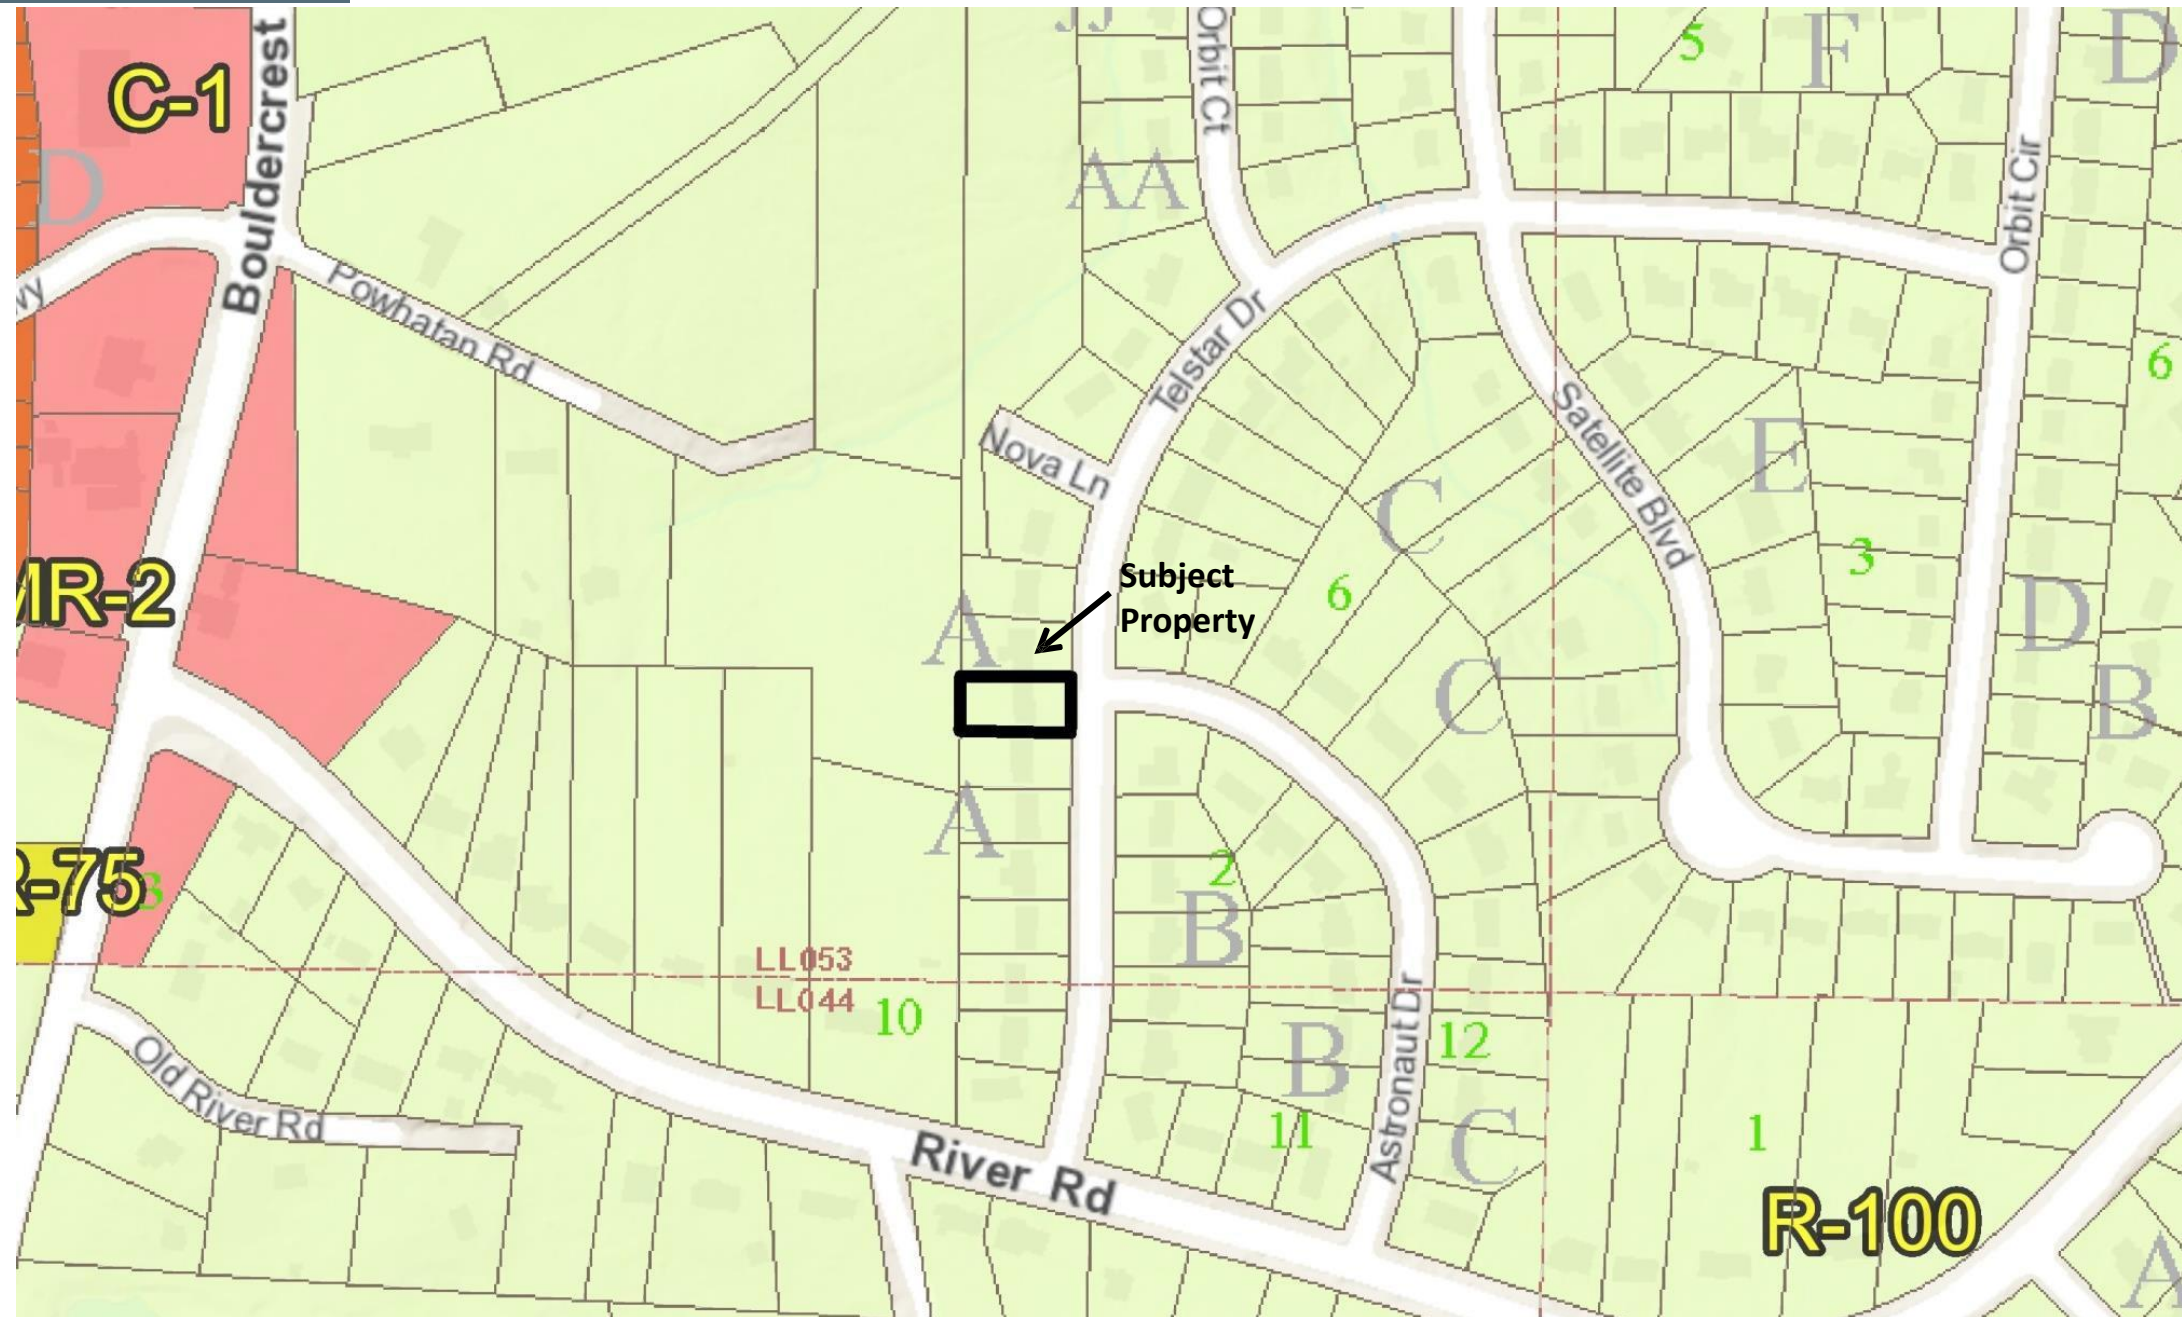 JJ
Orbit Ct
5
F
D
C-1
Bouldercrest
D
AA
Orbit Cir
Powhatan Rd
Telstar Dr
6
Nova Ln
Satellite Blvd
E
C
3
Subject
Property
MR-2
A
6
D
C
B
A
2
R-75
3
B
LL053
LL044
10
Astronaut Dr
12
B
Old River Rd
11
C
1
River Rd
R-100
A